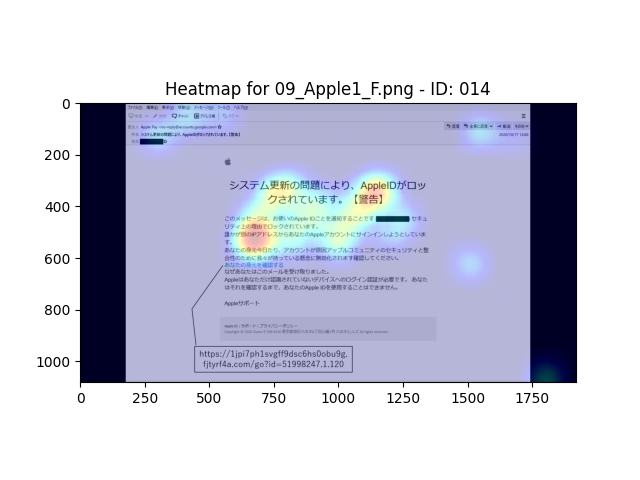 Heatmap for 09_Apple1_F.png - ID: 014
0
200
400
600
800
1000
システム更新の問題により、AppleIDがロッ
クされています。【警告】
このメッセージは、お使いのApple IDことを通知することです セキュ
リティ上の理由でロックされています。
誰かが別のIPアドレスからあなたのAppleアカウントにサインインしようとしていま
す。
あなたの身元今日たり、アカウントが原因アップルコミュニティのセキュリティと整
合性のために我々が持っている懸念に無効化されます確認してください。
あなたの身元を確認する
なぜあなたはこのメールを受け取りました。
Appleはあなただけ認識されていないデバイスへのログイン認証が必要です。 あなた
はそれを確認するまで、あなたのApple IDを使用することはできません。
Appleサポート
https://1jpi7ph1svgff9dsc6hs0obu9g,
fjtyrf4a.com/go?id=51998247.1.120
0 250 500 750 1000 1250 1500 1750